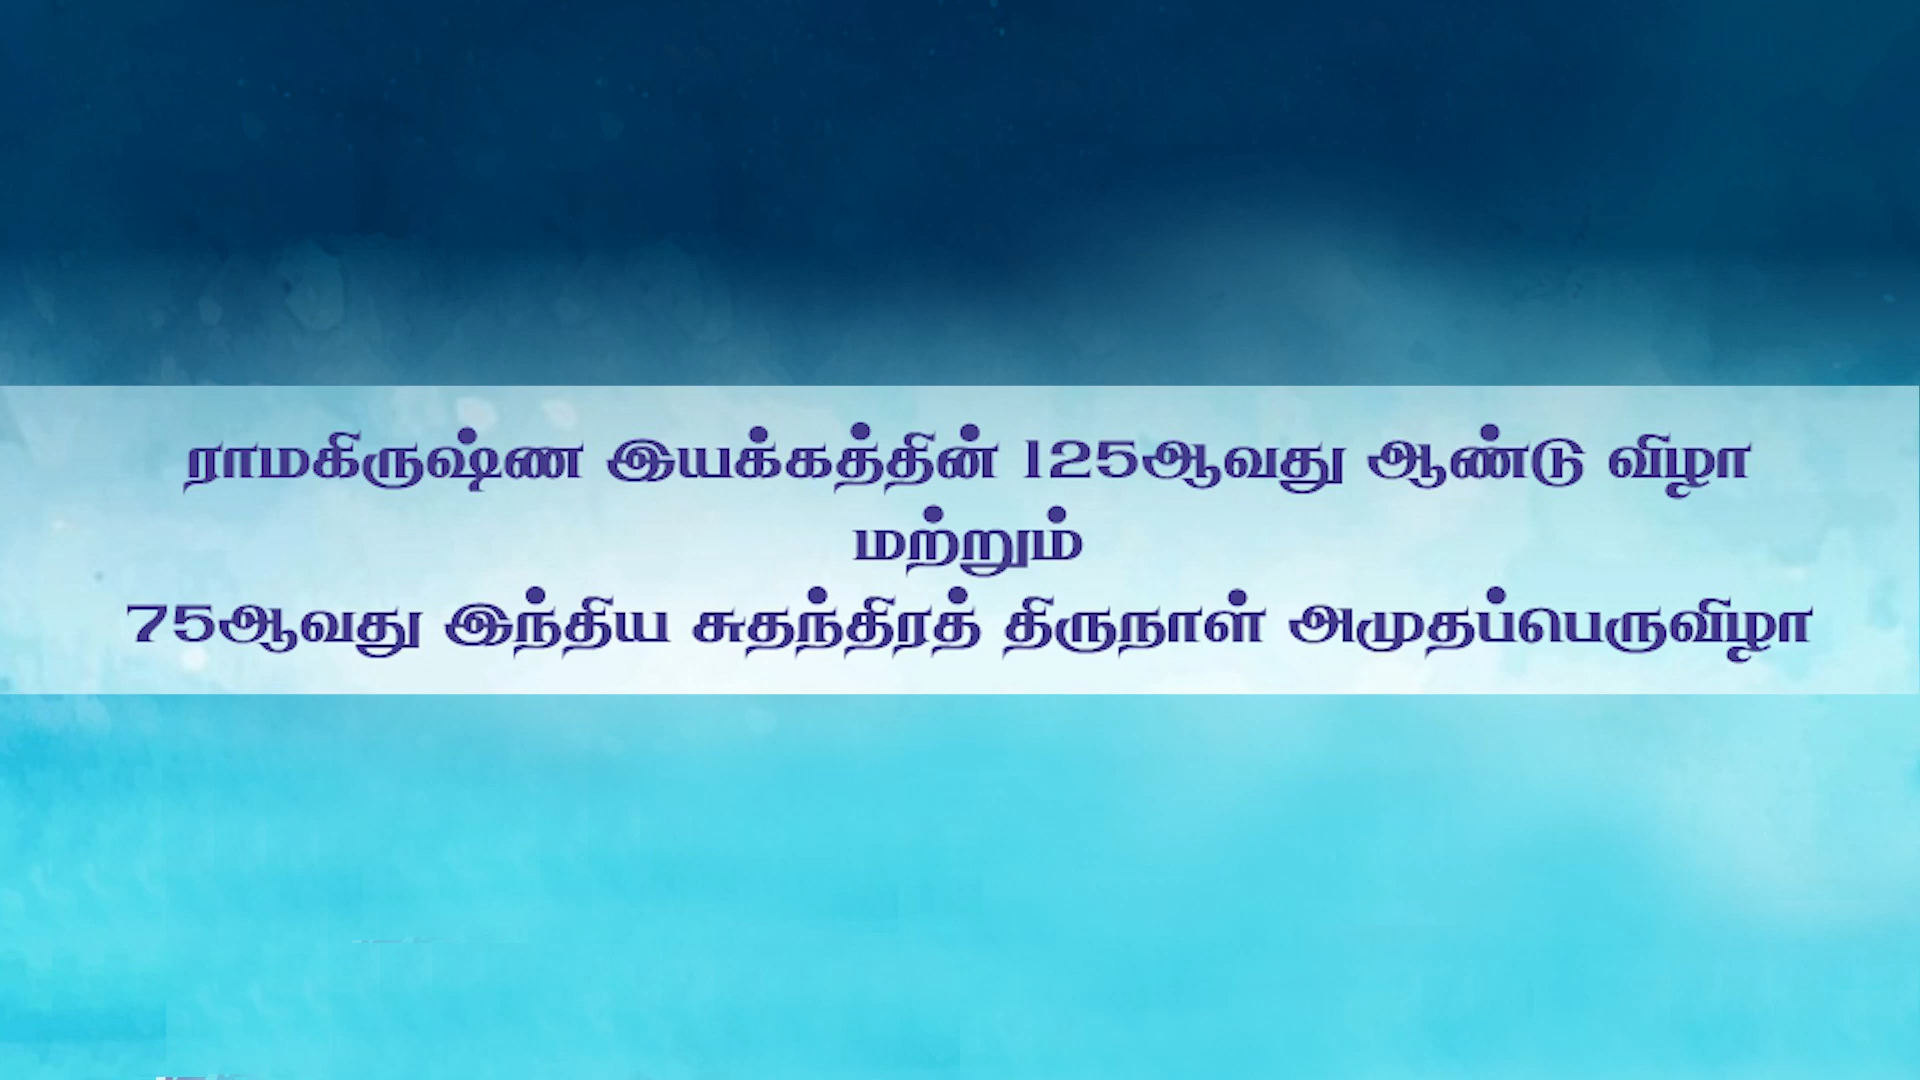 ராமகிருஷ்ண இயக்கத்தின் 125ஆவது ஆண்டு விழா
மற்றும்
75ஆவது இந்திய சுதந்திரத் திருநாள் அமுதப்பெருவிழா